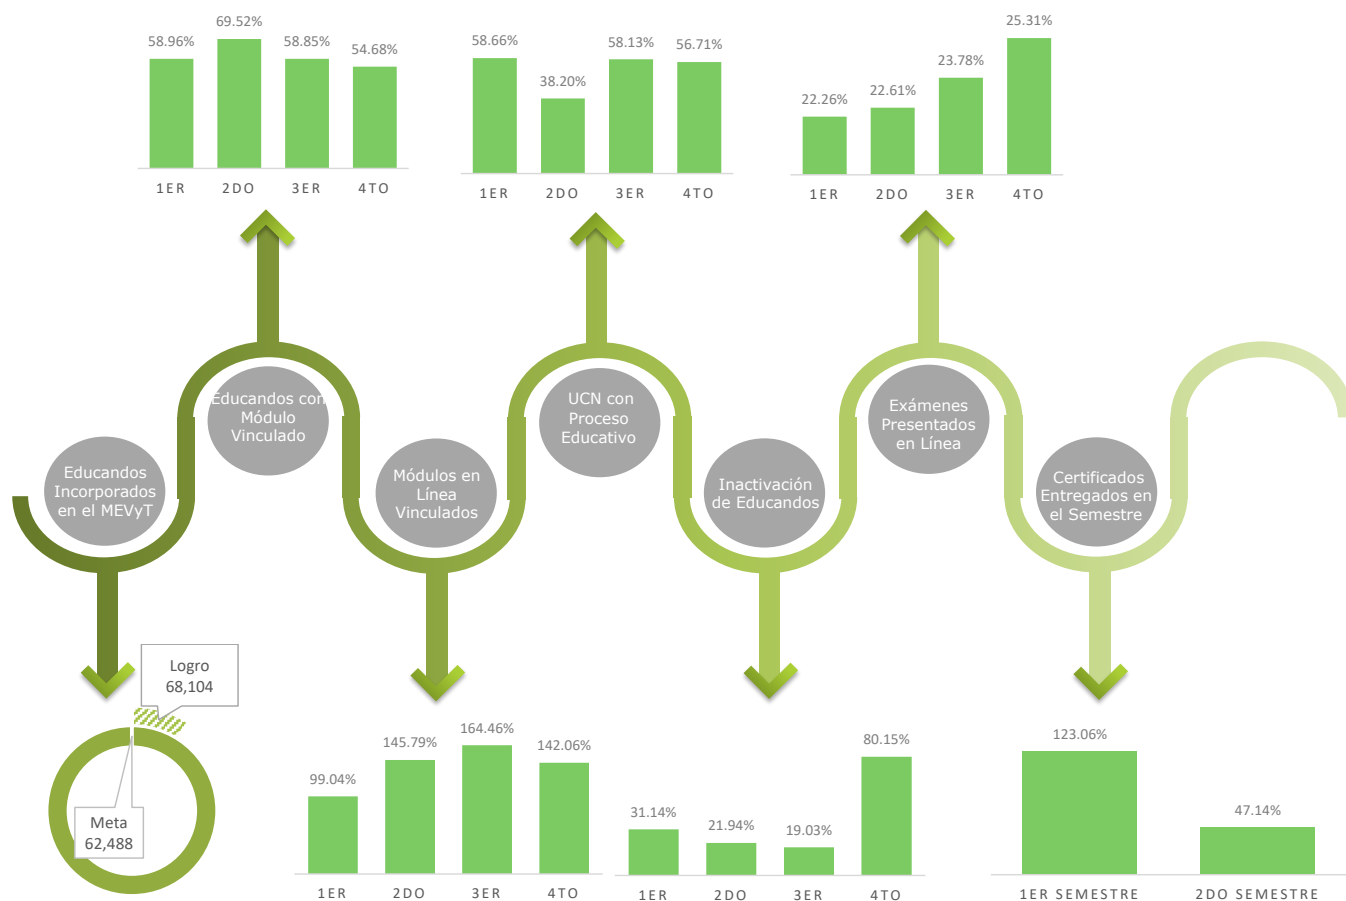 58.96%
69.52%
58.85%
54.68%
1ER
2DO
3ER
4TO
58.66%
38.20%
58.13%
56.71%
1ER
2DO
3ER
4TO
22.26%
22.61%
23.78%
25.31%
1ER
2DO
3ER
4TO
Educandos
Incorporados
en el MEVyT
Educandos con
Módulo
Vinculado
Módulos en
Línea
Vinculados
UCN con
Proceso
Educativo
Inactivación
de Educandos
Exámenes
Presentados
en Línea
Certificados
Entregados en
el Semestre
Logro
68,104
Meta
62,488
99.04%
145.79%
164.46%
142.06%
1ER
2DO
3ER
4TO
31.14%
21.94%
19.03%
80.15%
1ER
2DO
3ER
4TO
123.06%
47.14%
1ER SEMESTRE
2DO SEMESTRE